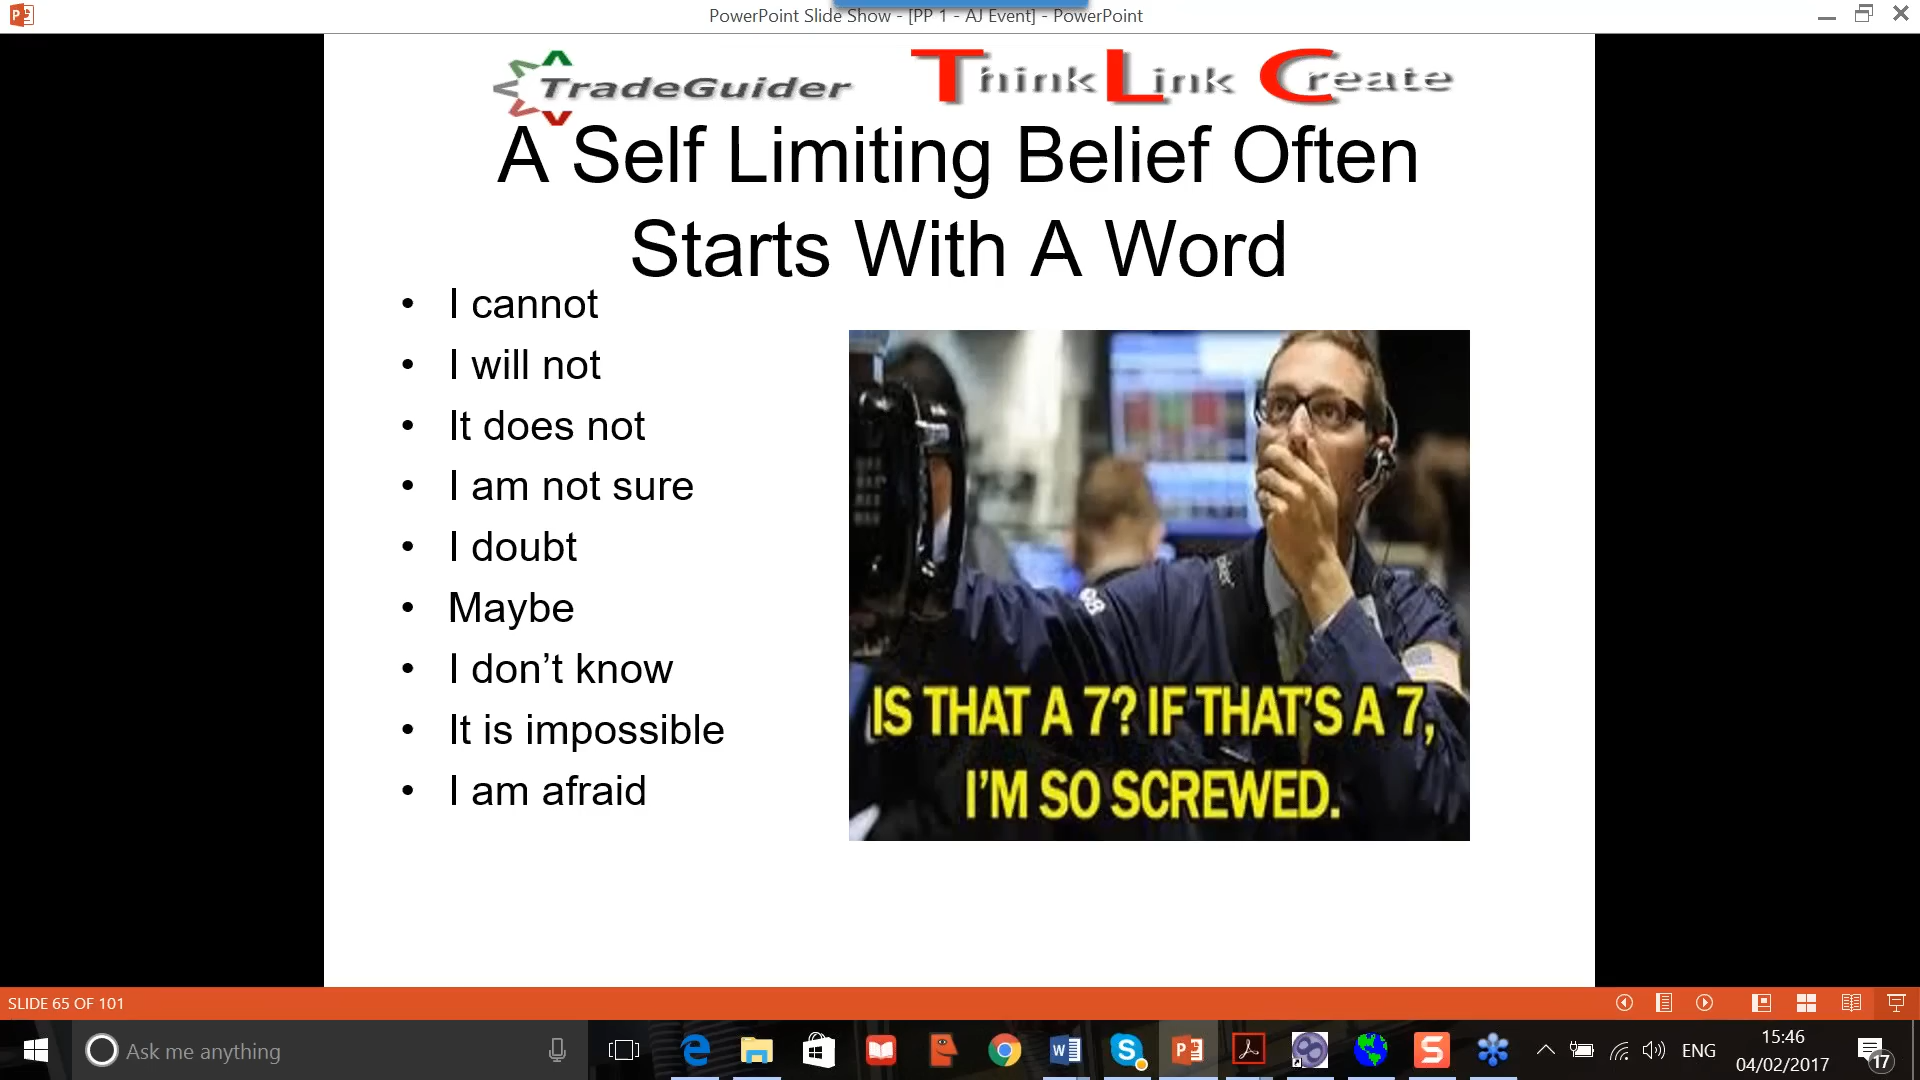 PowerPoint Slide Show - [PP 1 - AJ Event] - PowerPoint
TradeGuider
Think Link Create
A Self Limiting Belief Often
Starts With A Word
• I cannot
• I will not
• It does not
• I am not sure
• I doubt
• Maybe
• I don’t know
• It is impossible
• I am afraid
IS THAT A 7? IF THAT'S A 7,
I'M SO SCREWED.
SLIDE 65 OF 101
Ask me anything
ENG
15:46
04/02/2017
17